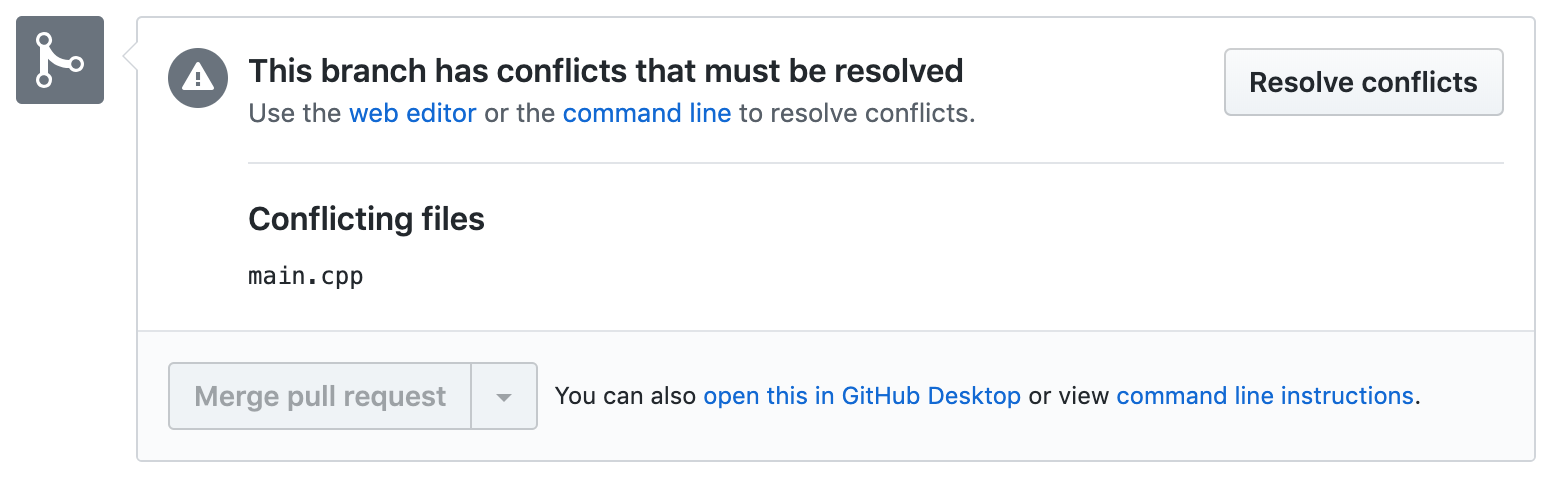 This branch has conflicts that must be resolved
Resolve conflicts
Use the web editor or the command line to resolve conflicts.
Conflicting files
main.cpp
Merge pull request
You can also open this in GitHub Desktop or view command line instructions.